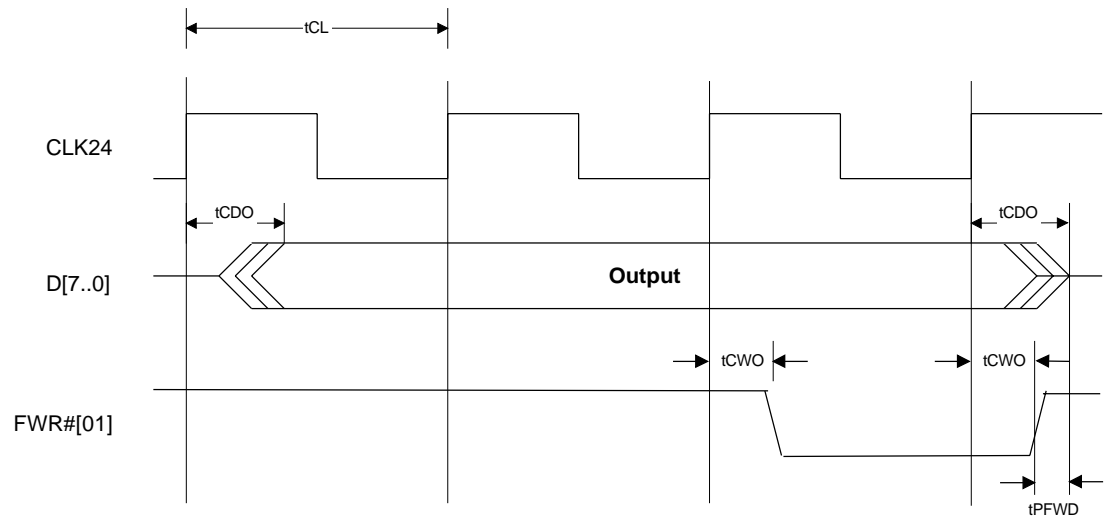 tCL
CLK24
tCDO
tCDO
D[7..0]
Output
tCWO
tCWO
FWR#[01]
tPFWD